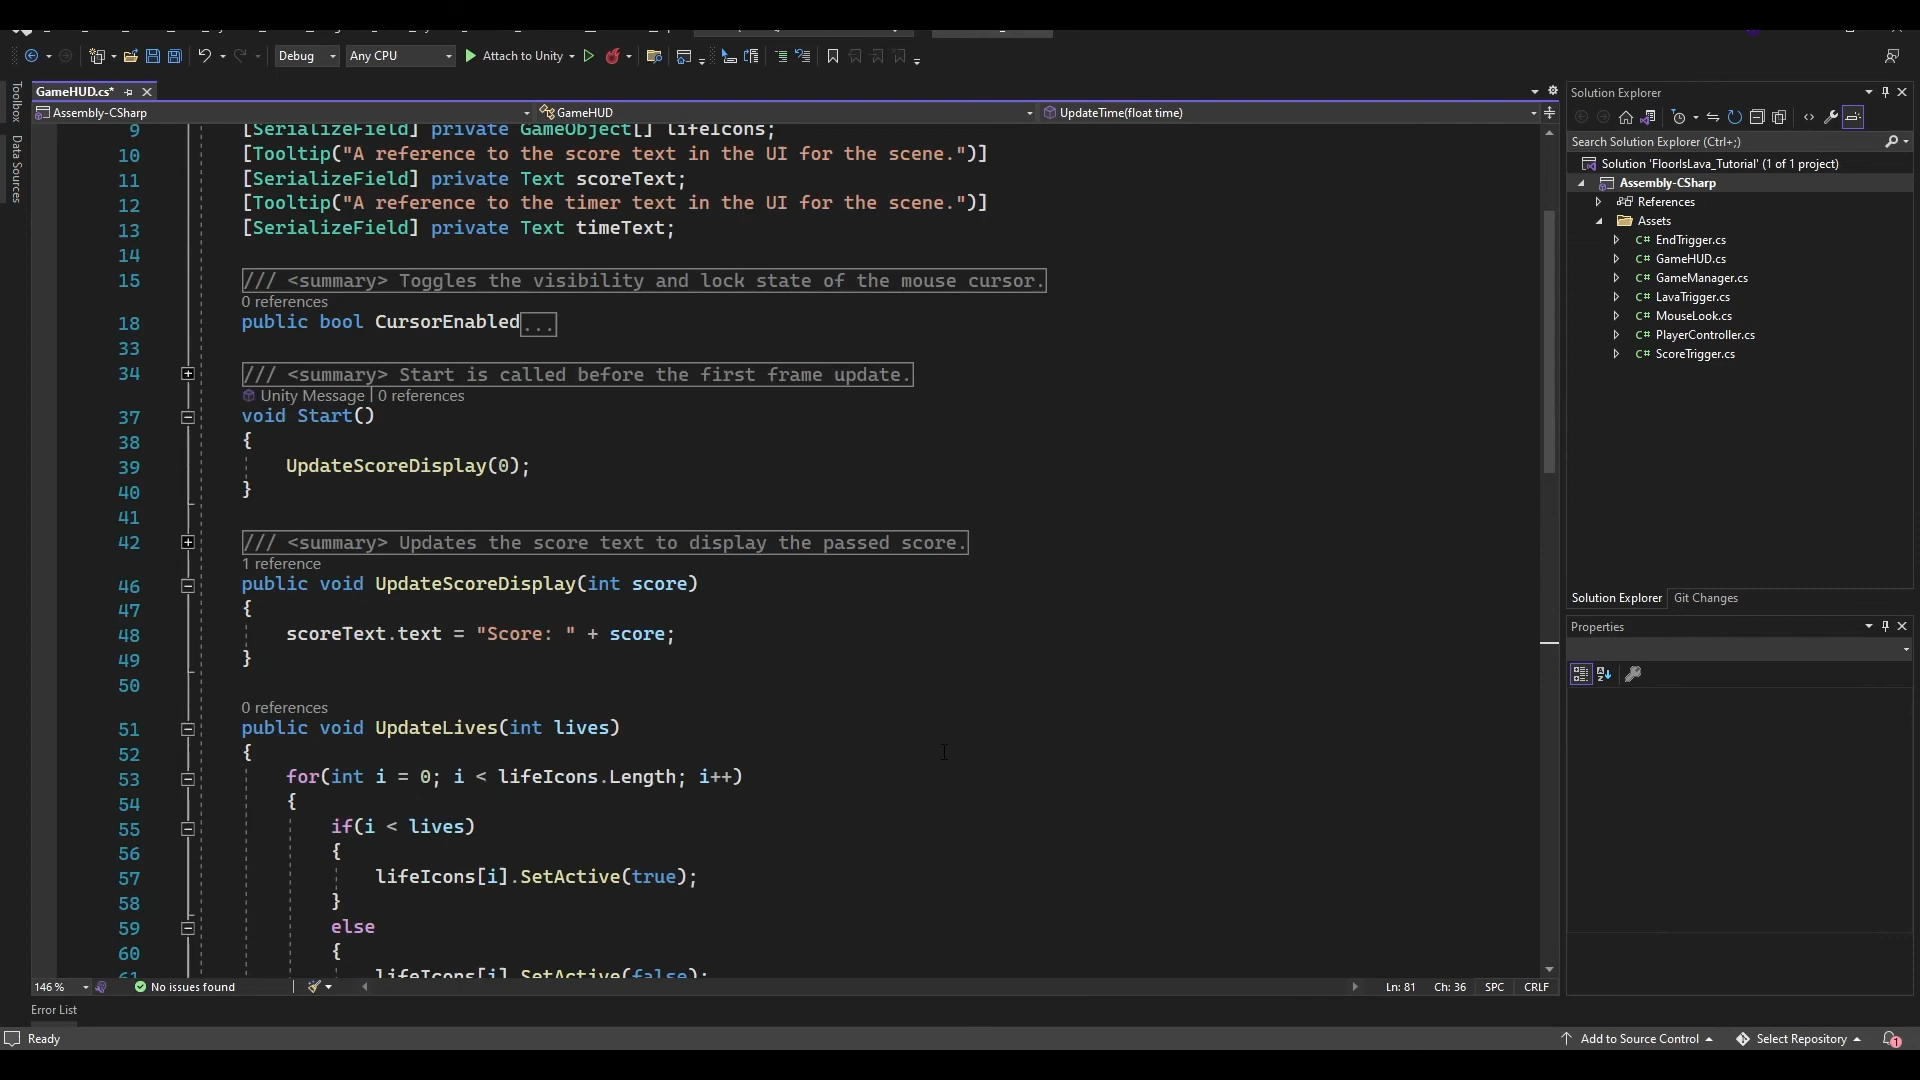 Debug
Any CPU
Attach to Unity
Toolbox
Data Sources
GameHUD.cs*
Assembly-CSharp
GameHUD
UpdateTime(float time)
9 [SerializeField] private GameObject[] lifeIcons;
10 [Tooltip("A reference to the score text in the UI for the scene.")]
11 [SerializeField] private Text scoreText;
12 [Tooltip("A reference to the timer text in the UI for the scene.")]
13 [SerializeField] private Text timeText;
14
15 /// <summary> Toggles the visibility and lock state of the mouse cursor.
0 references
18 public bool CursorEnabled...
33
34 /// <summary> Start is called before the first frame update.
Unity Message | 0 references
37 void Start()
38 {
39 UpdateScoreDisplay(0);
40 }
41
42 /// <summary> Updates the score text to display the passed score.
1 reference
46 public void UpdateScoreDisplay(int score)
47 {
48 scoreText.text = "Score: " + score;
49 }
50
0 references
51 public void UpdateLives(int lives)
52 {
53 for(int i = 0; i < lifeIcons.Length; i++)
54 {
55 if(i < lives)
56 {
57 lifeIcons[i].SetActive(true);
58 }
59 else
60 {
61 lifeIcons[i].SetActive(false);
146 %
No issues found
Ln: 81
Ch: 36
SPC
CRLF
Error List
Solution Explorer
Search Solution Explorer (Ctrl+;)
Solution 'FloorIsLava_Tutorial' (1 of 1 project)
Assembly-CSharp
References
Assets
C# EndTrigger.cs
C# GameHUD.cs
C# GameManager.cs
C# LavaTrigger.cs
C# MouseLook.cs
C# PlayerController.cs
C# ScoreTrigger.cs
Solution Explorer
Git Changes
Properties
Ready
Add to Source Control
Select Repository
1